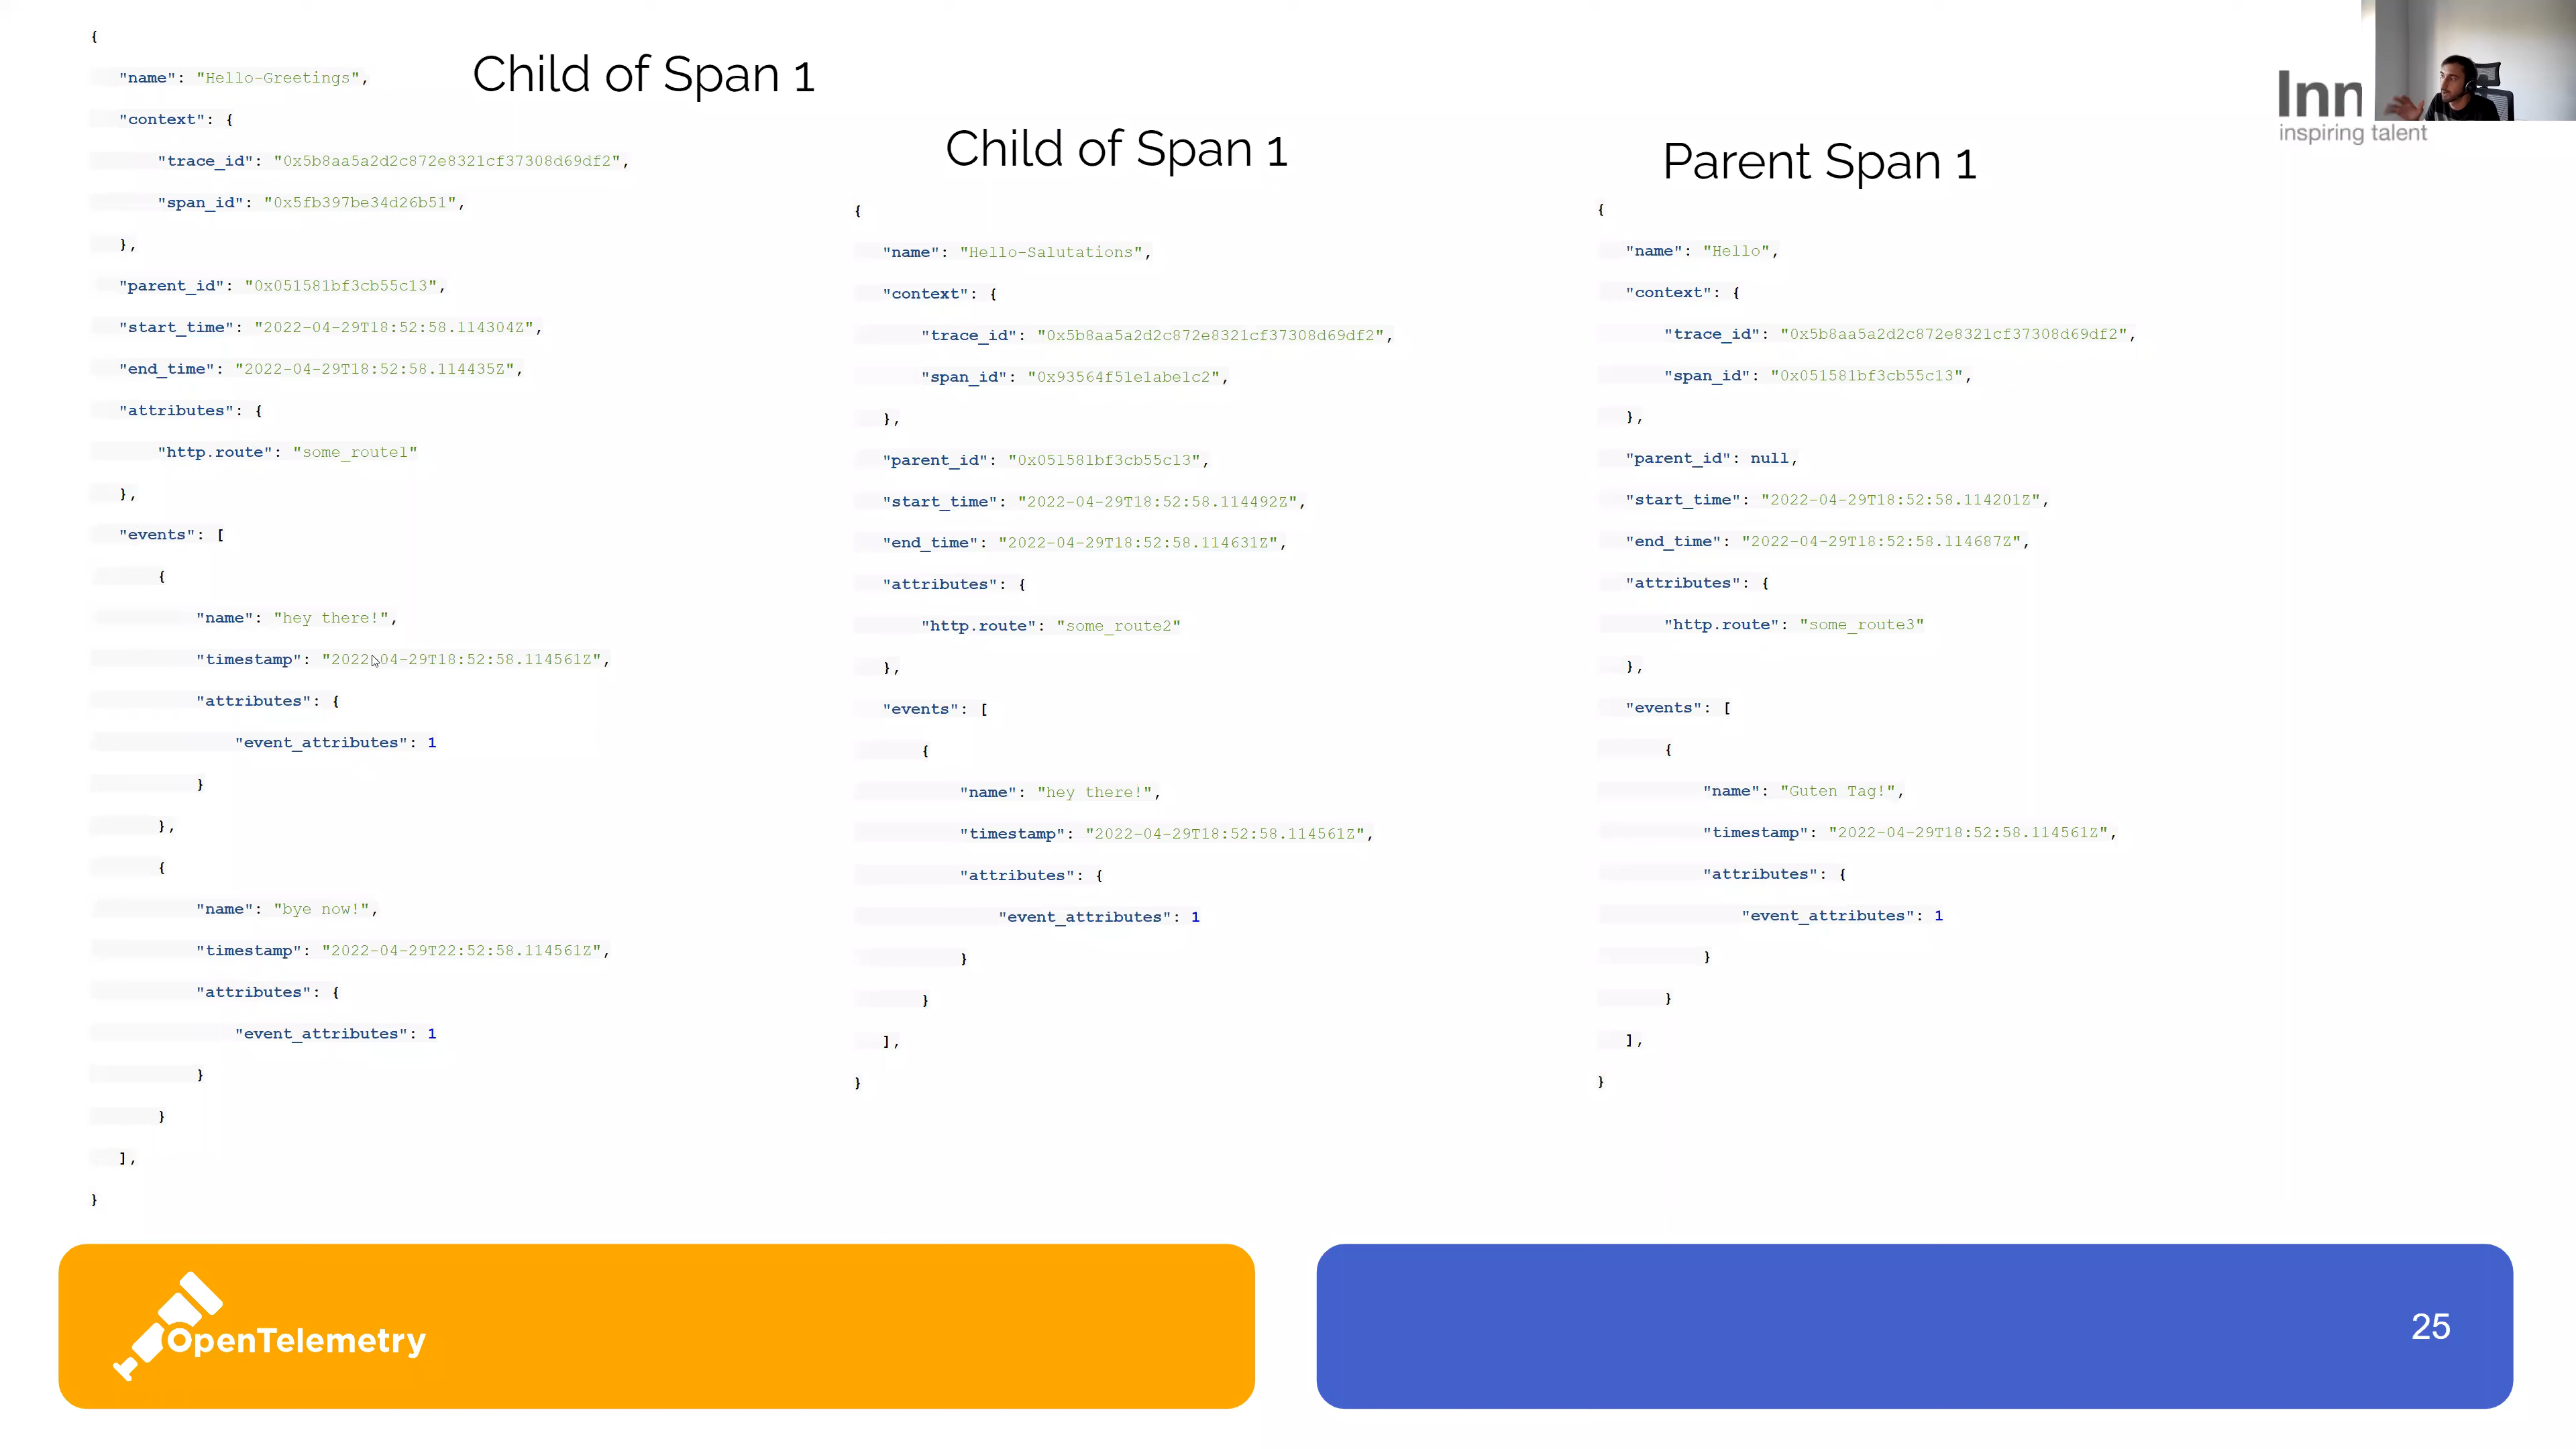 {
"name": "Hello-Greetings",
"context": {
"trace_id": "0x5b8aa5a2d2c872e8321cf37308d69df2",
"span_id": "0x5fb397be34d26b51",
},
"parent_id": "0x051581bf3cb55c13",
"start_time": "2022-04-29T18:52:58.114304Z",
"end_time": "2022-04-29T18:52:58.114435Z",
"attributes": {
"http.route": "some_route1"
},
"events": [
{
"name": "hey there!",
"timestamp": "2022-04-29T18:52:58.114561Z",
"attributes": {
"event_attributes": 1
}
},
{
"name": "bye now!",
"timestamp": "2022-04-29T22:52:58.114561Z",
"attributes": {
"event_attributes": 1
}
}
],
}
Child of Span 1
Child of Span 1
{
"name": "Hello-Salutations",
"context": {
"trace_id": "0x5b8aa5a2d2c872e8321cf37308d69df2",
"span_id": "0x93564f51e1abe1c2",
},
"parent_id": "0x051581bf3cb55c13",
"start_time": "2022-04-29T18:52:58.114492Z",
"end_time": "2022-04-29T18:52:58.114631Z",
"attributes": {
"http.route": "some_route2"
},
"events": [
{
"name": "hey there!",
"timestamp": "2022-04-29T18:52:58.114561Z",
"attributes": {
"event_attributes": 1
}
}
],
}
Parent Span 1
{
"name": "Hello",
"context": {
"trace_id": "0x5b8aa5a2d2c872e8321cf37308d69df2",
"span_id": "0x051581bf3cb55c13",
},
"parent_id": null,
"start_time": "2022-04-29T18:52:58.114201Z",
"end_time": "2022-04-29T18:52:58.114687Z",
"attributes": {
"http.route": "some_route3"
},
"events": [
{
"name": "Guten Tag!",
"timestamp": "2022-04-29T18:52:58.114561Z",
"attributes": {
"event_attributes": 1
}
}
],
}
inspiring talent
OpenTelemetry
25